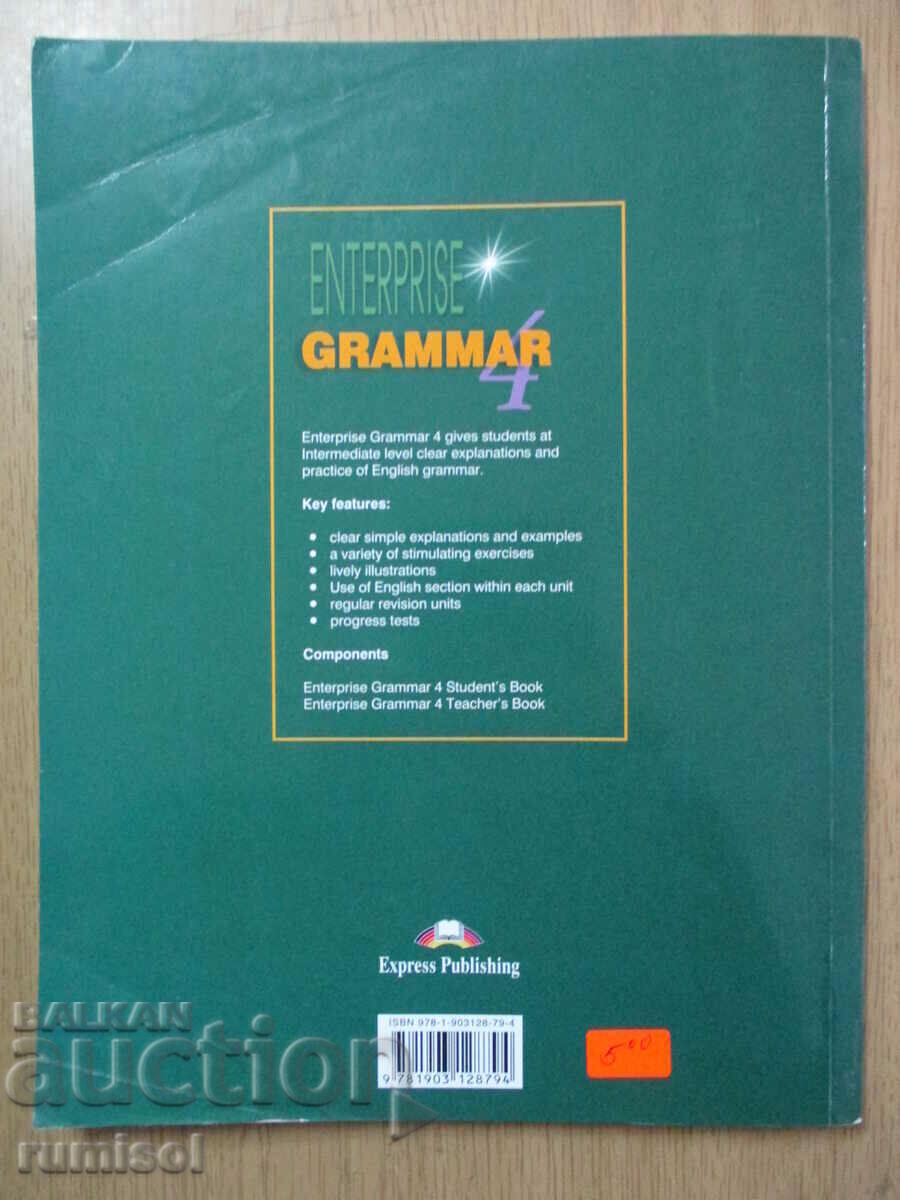 ENTERPRISE
GRAMMAR
4
Enterprise Grammar 4 gives students at
Intermediate level clear explanations and
practice of English grammar.
Key features:
• clear simple explanations and examples
• a variety of stimulating exercises
• lively illustrations
• Use of English section within each unit
• regular revision units
• progress tests
Components
Enterprise Grammar 4 Student's Book
Enterprise Grammar 4 Teacher's Book
Express Publishing
ISBN 978-1-903128-79-4
9 781903 128794
5⁰⁰
BALKAN
auction
rumisol